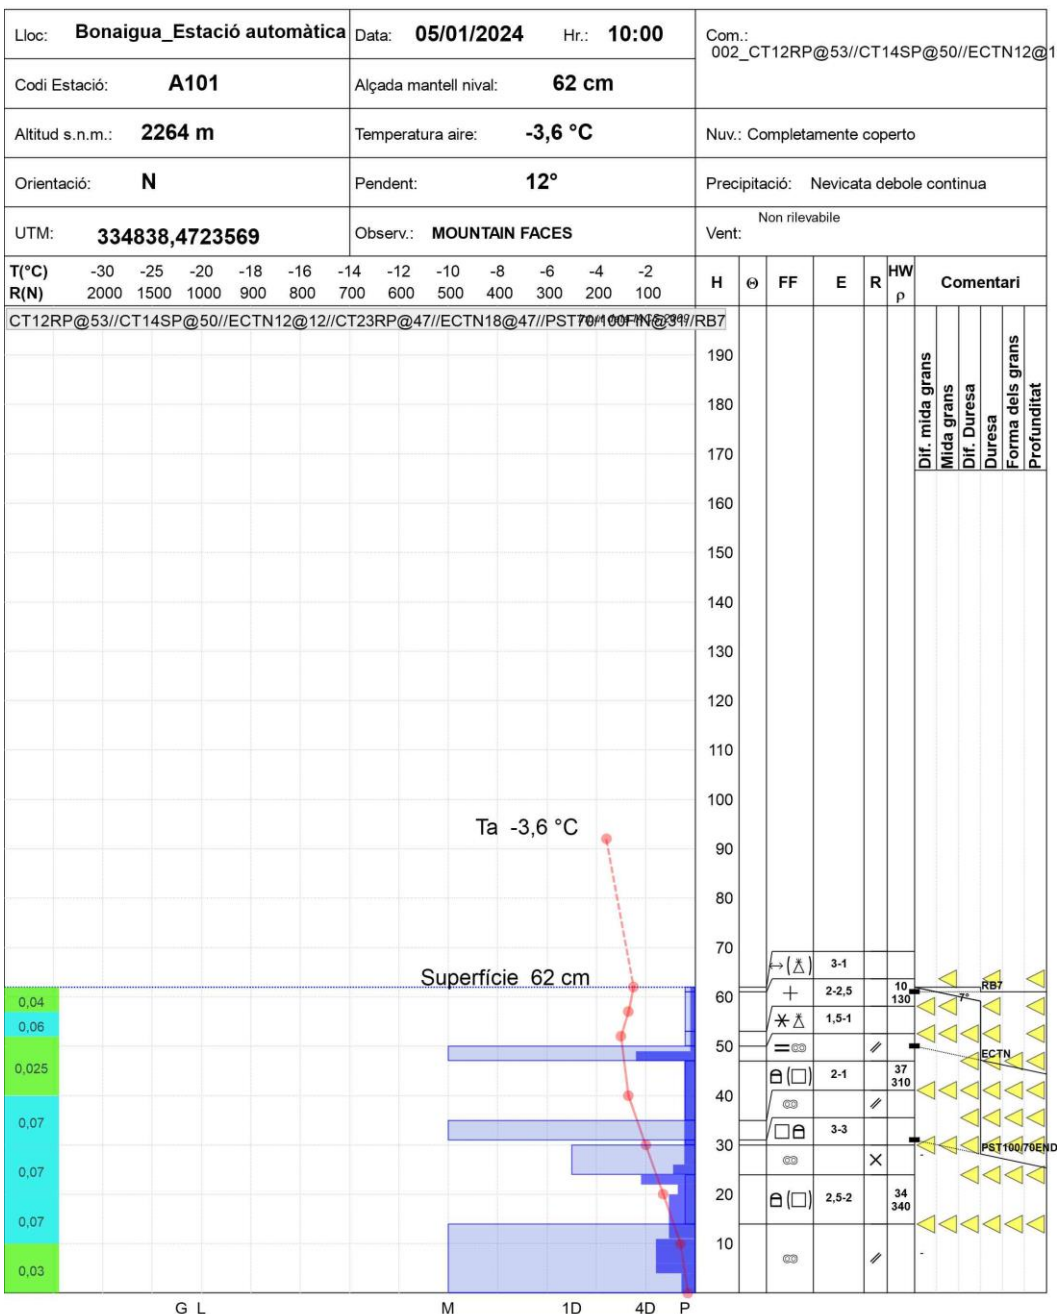 Lloc: Bonaigua_Estació automàtica Data: 05/01/2024 Hr.: 10:00 Com.:
002_CT12RP@53//CT14SP@50//ECTN12@1
Codi Estació: A101 Alçada mantell nival: 62 cm
Altitud s.n.m.: 2264 m Temperatura aire: -3,6 °C Nuv.: Completamente coperto
Orientació: N Pendent: 12° Precipitació: Nevicata debole continua
UTM: 334838,4723569 Observ.: MOUNTAIN FACES Vent: Non rilevabile
T(°C) -30 -25 -20 -18 -16 -14 -12 -10 -8 -6 -4 -2
R(N) 2000 1500 1000 900 800 700 600 500 400 300 200 100
H Θ FF E R HW ρ Comentari
CT12RP@53//CT14SP@50//ECTN12@12//CT23RP@47//ECTN18@47//PST70/100FIN@31//RB7
Dif. mida grans
Mida grans
Dif. Duresa
Duresa
Forma dels grans
Profunditat
190
180
170
160
150
140
130
120
110
100
Ta -3,6 °C
90
80
70
3-1
Superfície 62 cm
RB7
60
2-2,5
10
130
7°
0,04
0,06
1,5-1
50
ECTN
0,025
2-1
37
310
40
0,07
3-3
30
PST100/70END
0,07
20
2,5-2
34
340
0,07
10
0,03
G L M 1D 4D P